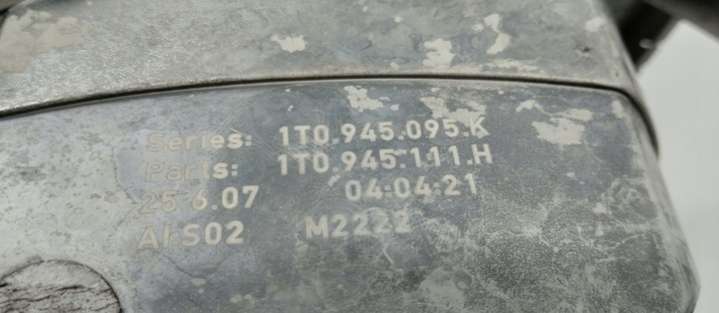 Series: 1T0.945.095.K
Parts: 1T0.945.111.H
25.6.07 04:04:21
AI-S02 M2222